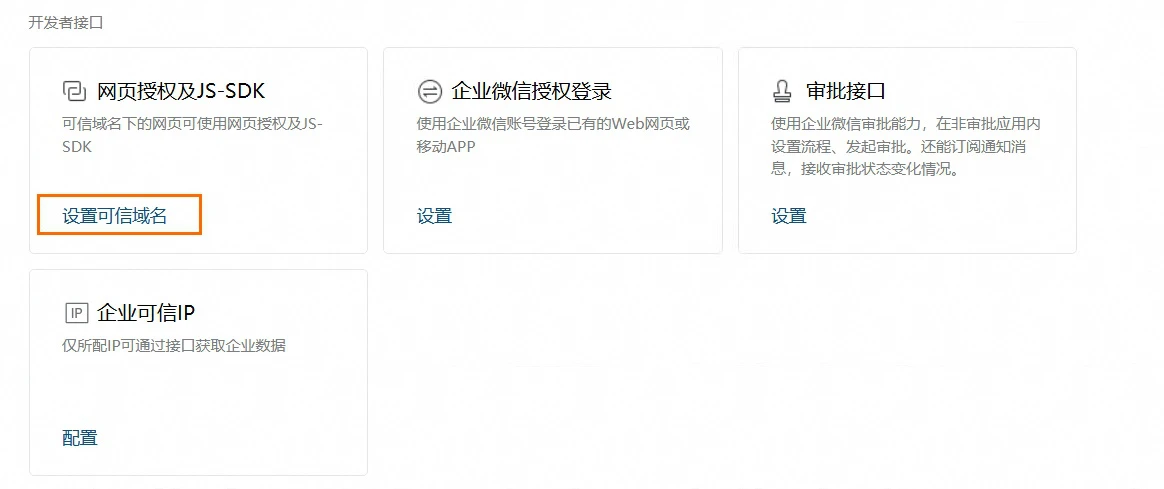 开发者接口
网页授权及JS-SDK
可信域名下的网页可使用网页授权及JS-
SDK
设置可信域名
企业微信授权登录
使用企业微信账号登录已有的Web网页或
移动APP
设置
审批接口
使用企业微信审批能力，在非审批应用内
设置流程、发起审批。还能订阅通知消
息，接收审批状态变化情况。
设置
IP 企业可信IP
仅所配IP可通过接口获取企业数据
配置